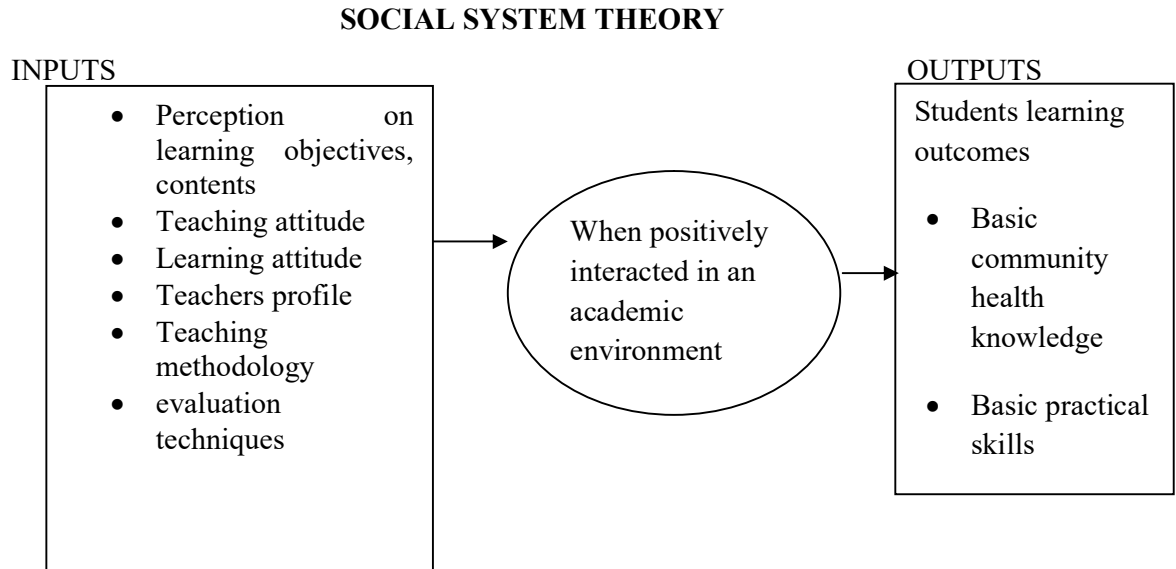 SOCIAL SYSTEM THEORY
INPUTS
• Perception on
learning objectives,
contents
• Teaching attitude
• Learning attitude
• Teachers profile
• Teaching
methodology
• evaluation
techniques
When positively
interacted in an
academic
environment
OUTPUTS
Students learning
outcomes
• Basic
community
health
knowledge
• Basic practical
skills